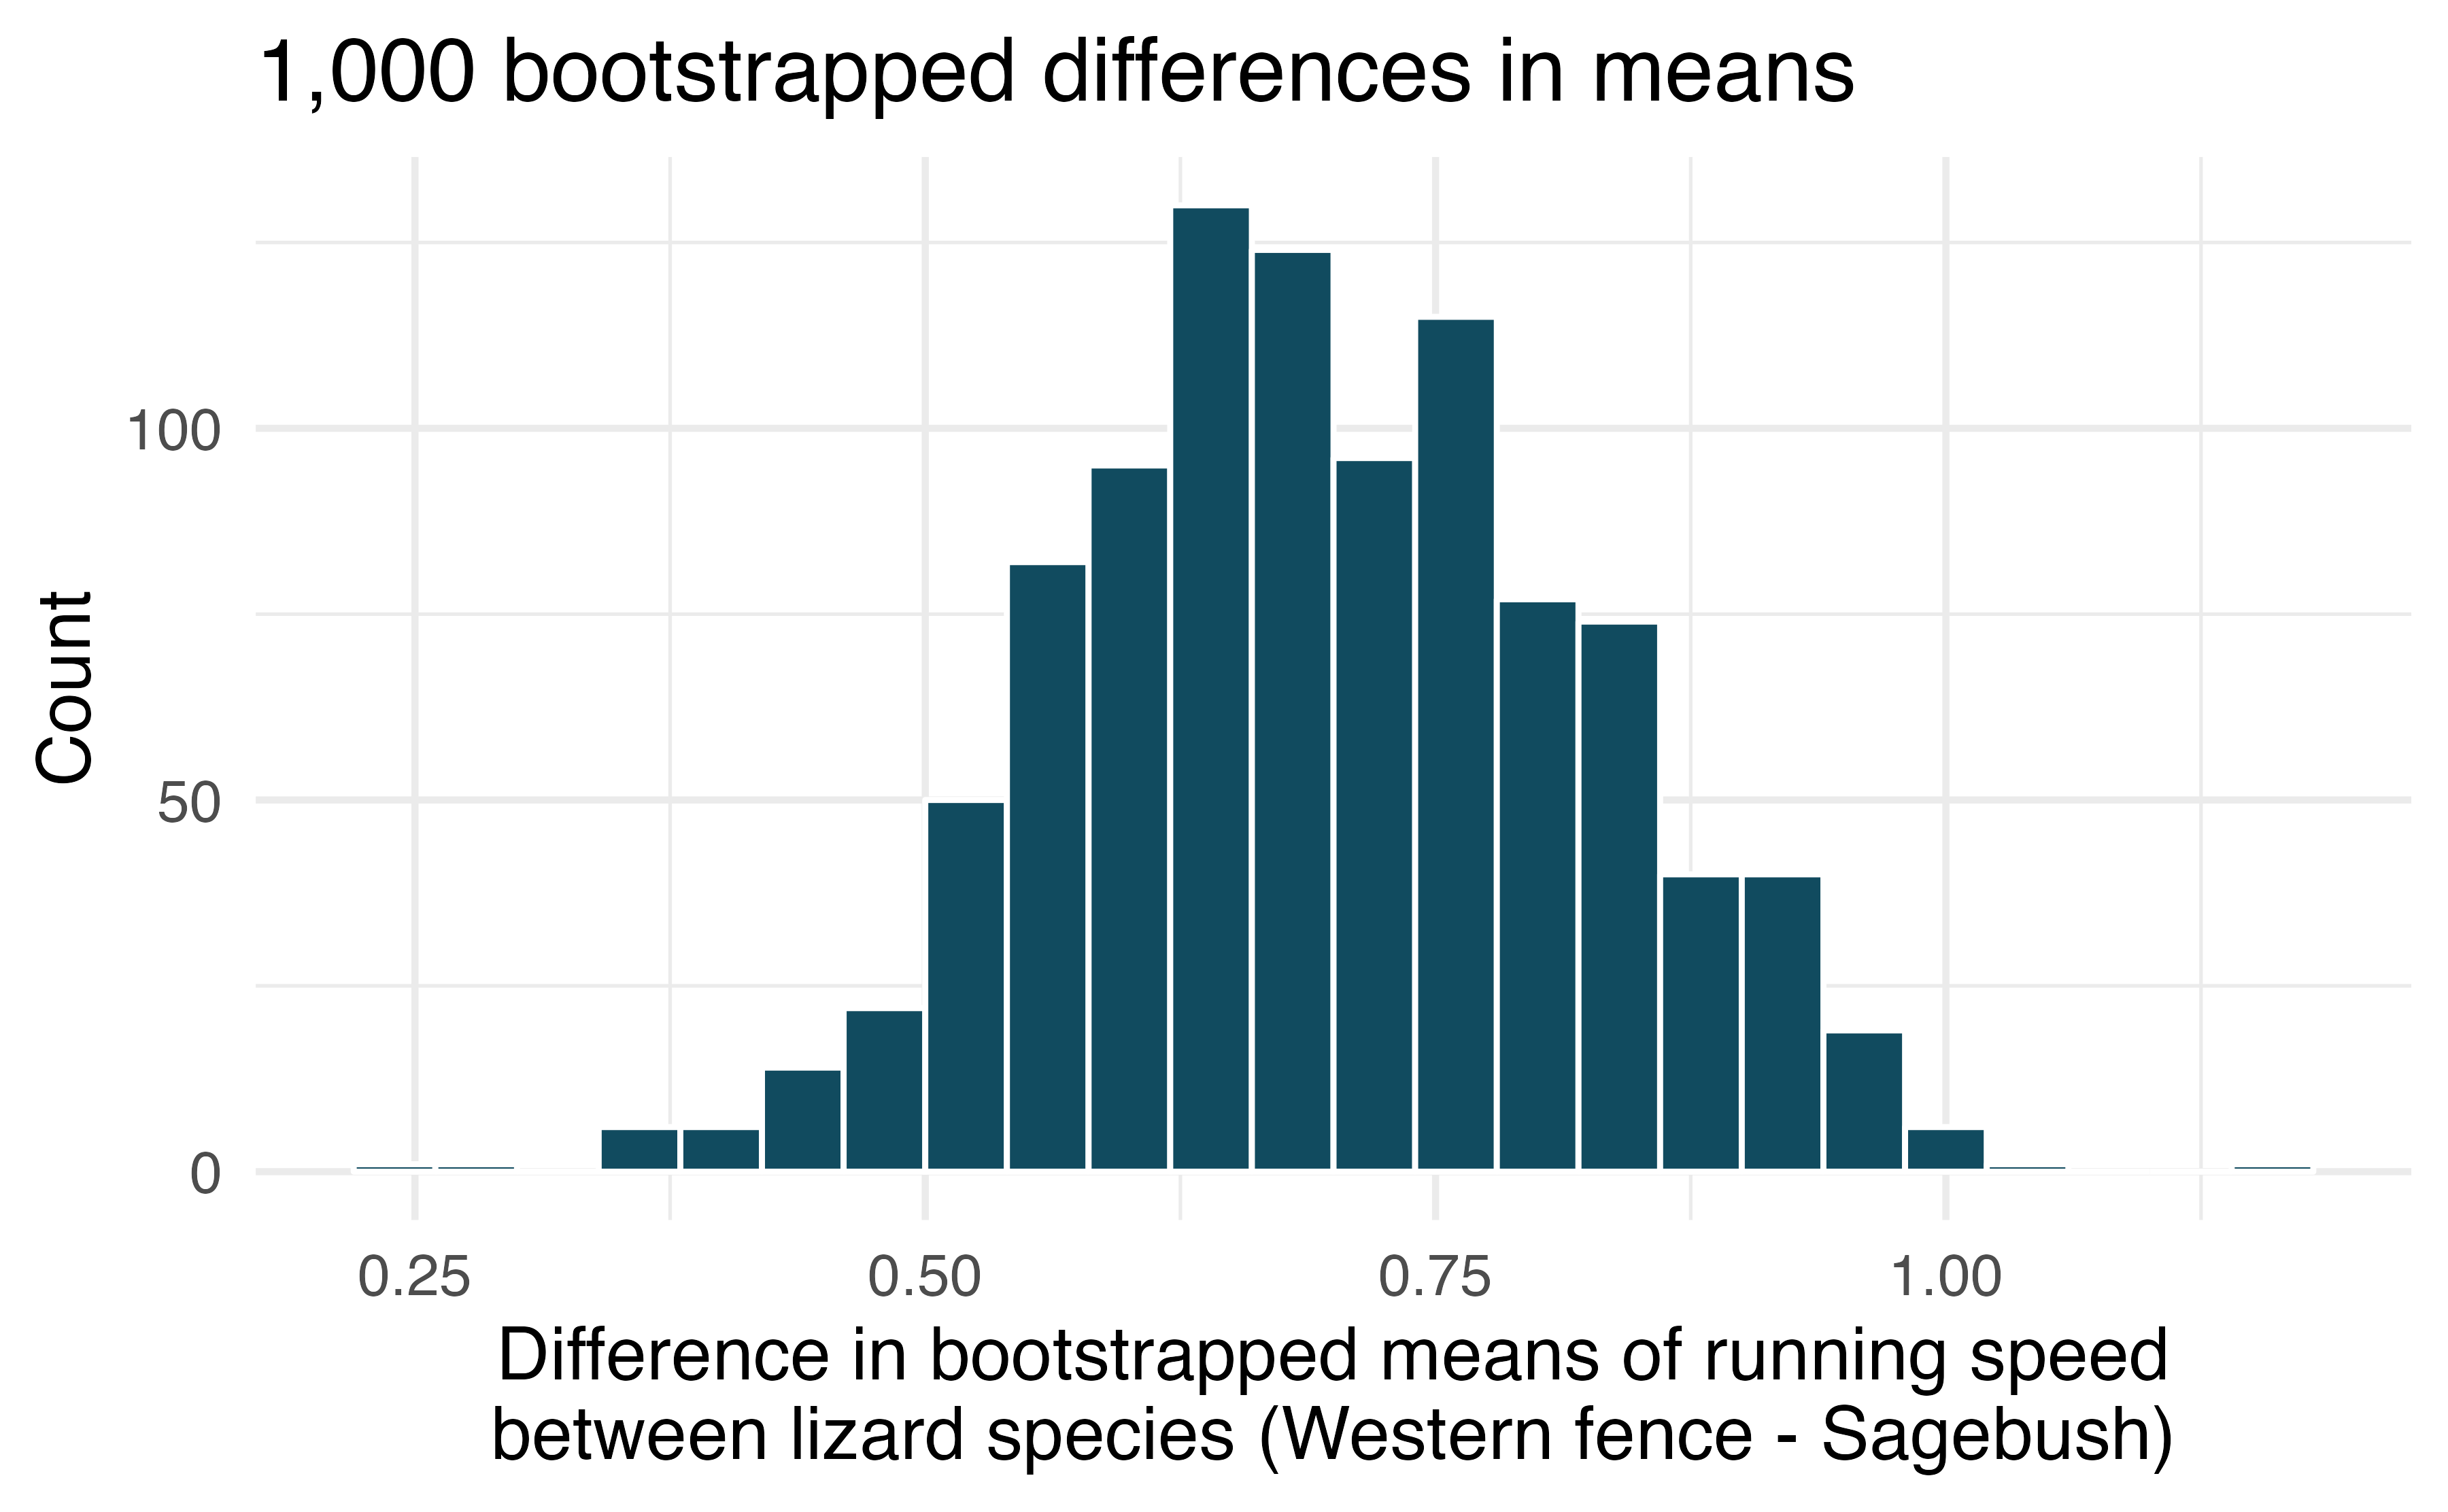 1,000 bootstrapped differences in means
Count
100
50
0
0.25 0.50 0.75 1.00
Difference in bootstrapped means of running speed
between lizard species (Western fence - Sagebush)